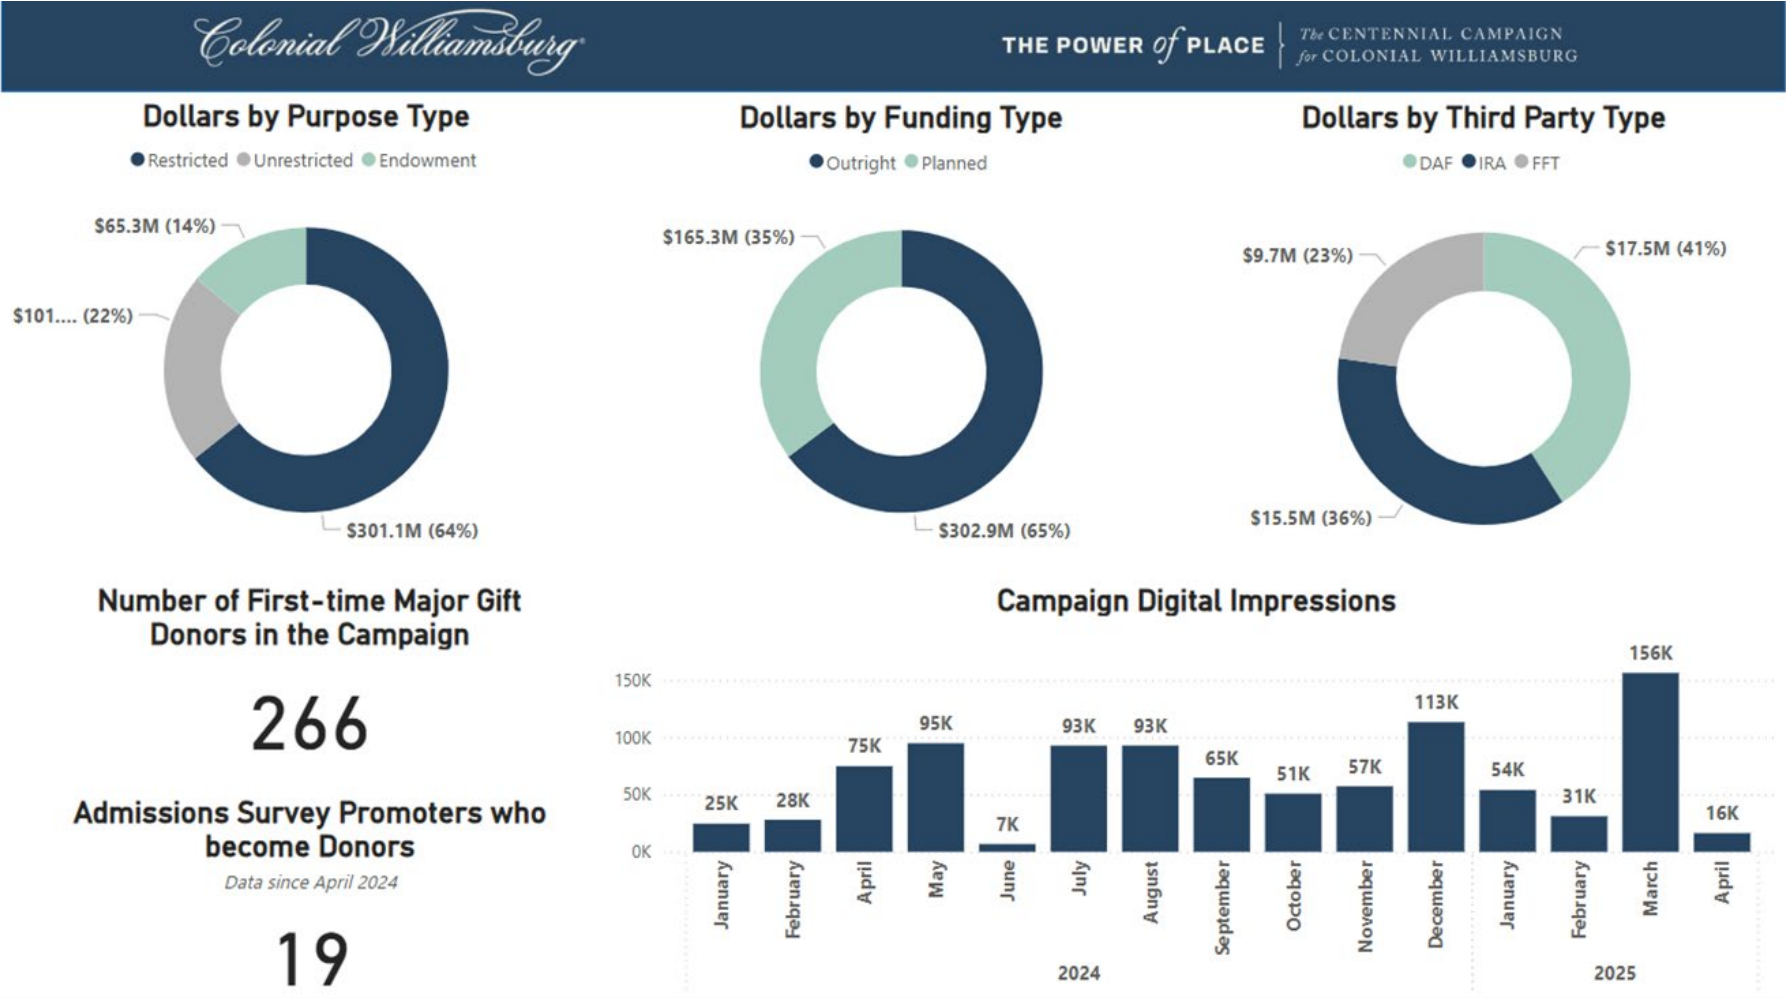 Colonial Williamsburg
THE POWER of PLACE
The CENTENNIAL CAMPAIGN
for COLONIAL WILLIAMSBURG
Dollars by Purpose Type
Restricted Unrestricted Endowment
$65.3M (14%)
$101.... (22%)
$301.1M (64%)
Dollars by Funding Type
Outright Planned
$165.3M (35%)
$302.9M (65%)
Dollars by Third Party Type
DAF IRA FFT
$9.7M (23%)
$17.5M (41%)
$15.5M (36%)
Number of First-time Major Gift
Donors in the Campaign
266
Admissions Survey Promoters who
become Donors
Data since April 2024
19
Campaign Digital Impressions
150K
100K
50K
0K
25K
28K
75K
95K
7K
93K
93K
65K
51K
57K
113K
54K
31K
156K
16K
January
February
April
May
June
July
August
September
October
November
December
January
February
March
April
2024
2025